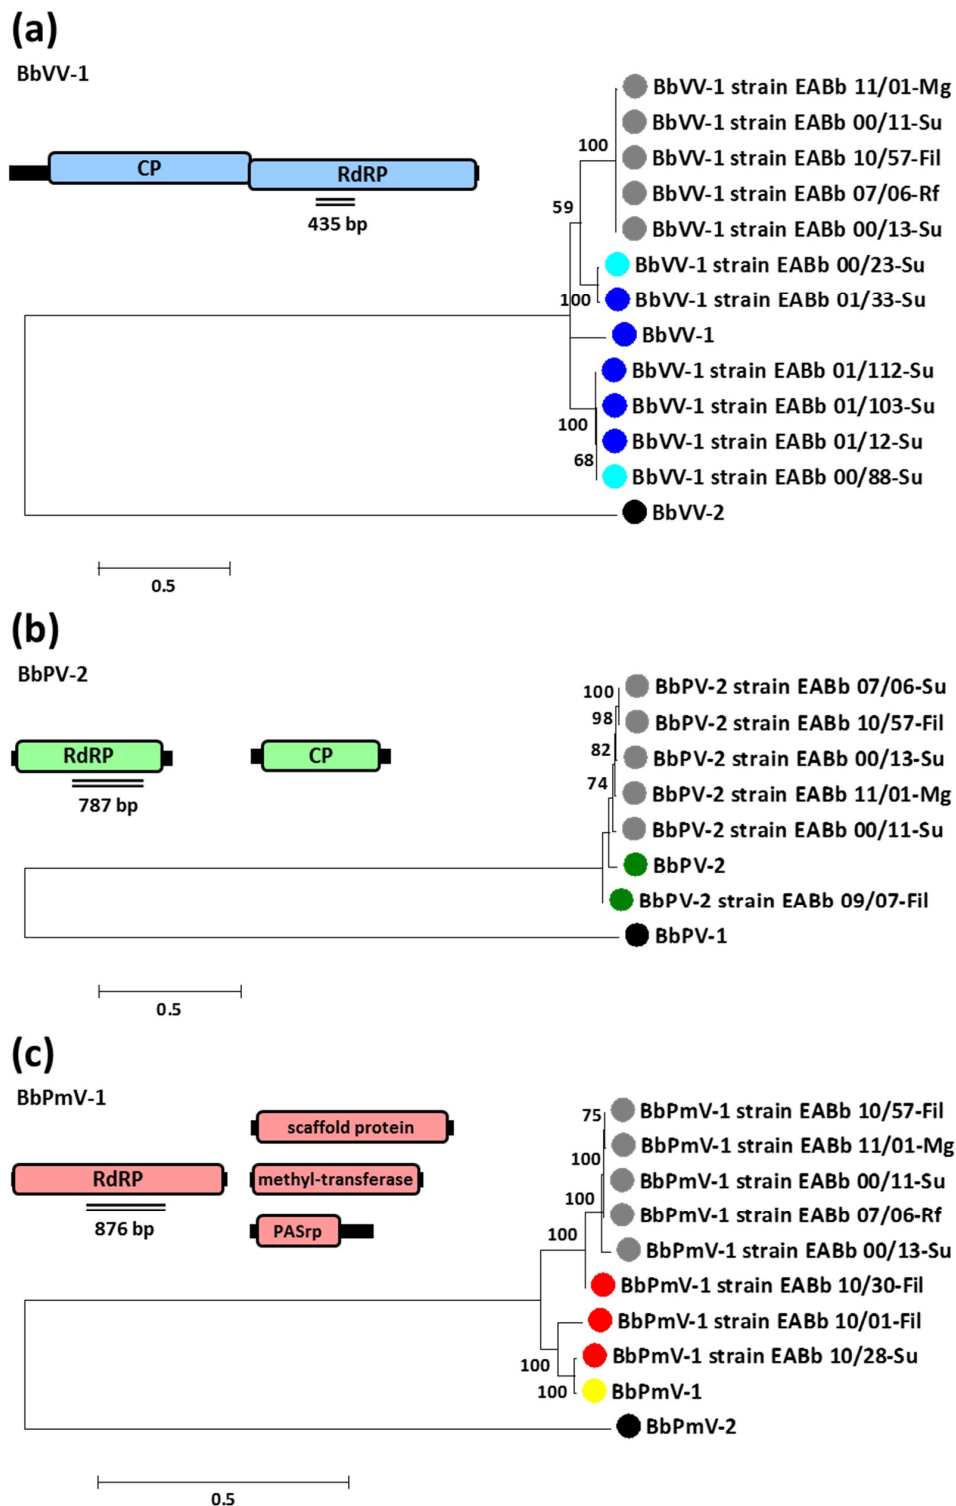 (a)
BbVV-1
CP
RdRP
435 bp
100
59
100
100
68
BbVV-1 strain EABb 11/01-Mg
BbVV-1 strain EABb 00/11-Su
BbVV-1 strain EABb 10/57-Fil
BbVV-1 strain EABb 07/06-Rf
BbVV-1 strain EABb 00/13-Su
BbVV-1 strain EABb 00/23-Su
BbVV-1 strain EABb 01/33-Su
BbVV-1
BbVV-1 strain EABb 01/112-Su
BbVV-1 strain EABb 01/103-Su
BbVV-1 strain EABb 01/12-Su
BbVV-1 strain EABb 00/88-Su
BbVV-2
0.5
(b)
BbPV-2
RdRP
CP
787 bp
100
98
82
74
BbPV-2 strain EABb 07/06-Su
BbPV-2 strain EABb 10/57-Fil
BbPV-2 strain EABb 00/13-Su
BbPV-2 strain EABb 11/01-Mg
BbPV-2 strain EABb 00/11-Su
BbPV-2
BbPV-2 strain EABb 09/07-Fil
BbPV-1
0.5
(c)
BbPmV-1
scaffold protein
RdRP
methyl-transferase
876 bp
PASrp
75
100
100
100
100
100
BbPmV-1 strain EABb 10/57-Fil
BbPmV-1 strain EABb 11/01-Mg
BbPmV-1 strain EABb 00/11-Su
BbPmV-1 strain EABb 07/06-Rf
BbPmV-1 strain EABb 00/13-Su
BbPmV-1 strain EABb 10/30-Fil
BbPmV-1 strain EABb 10/01-Fil
BbPmV-1 strain EABb 10/28-Su
BbPmV-1
BbPmV-2
0.5